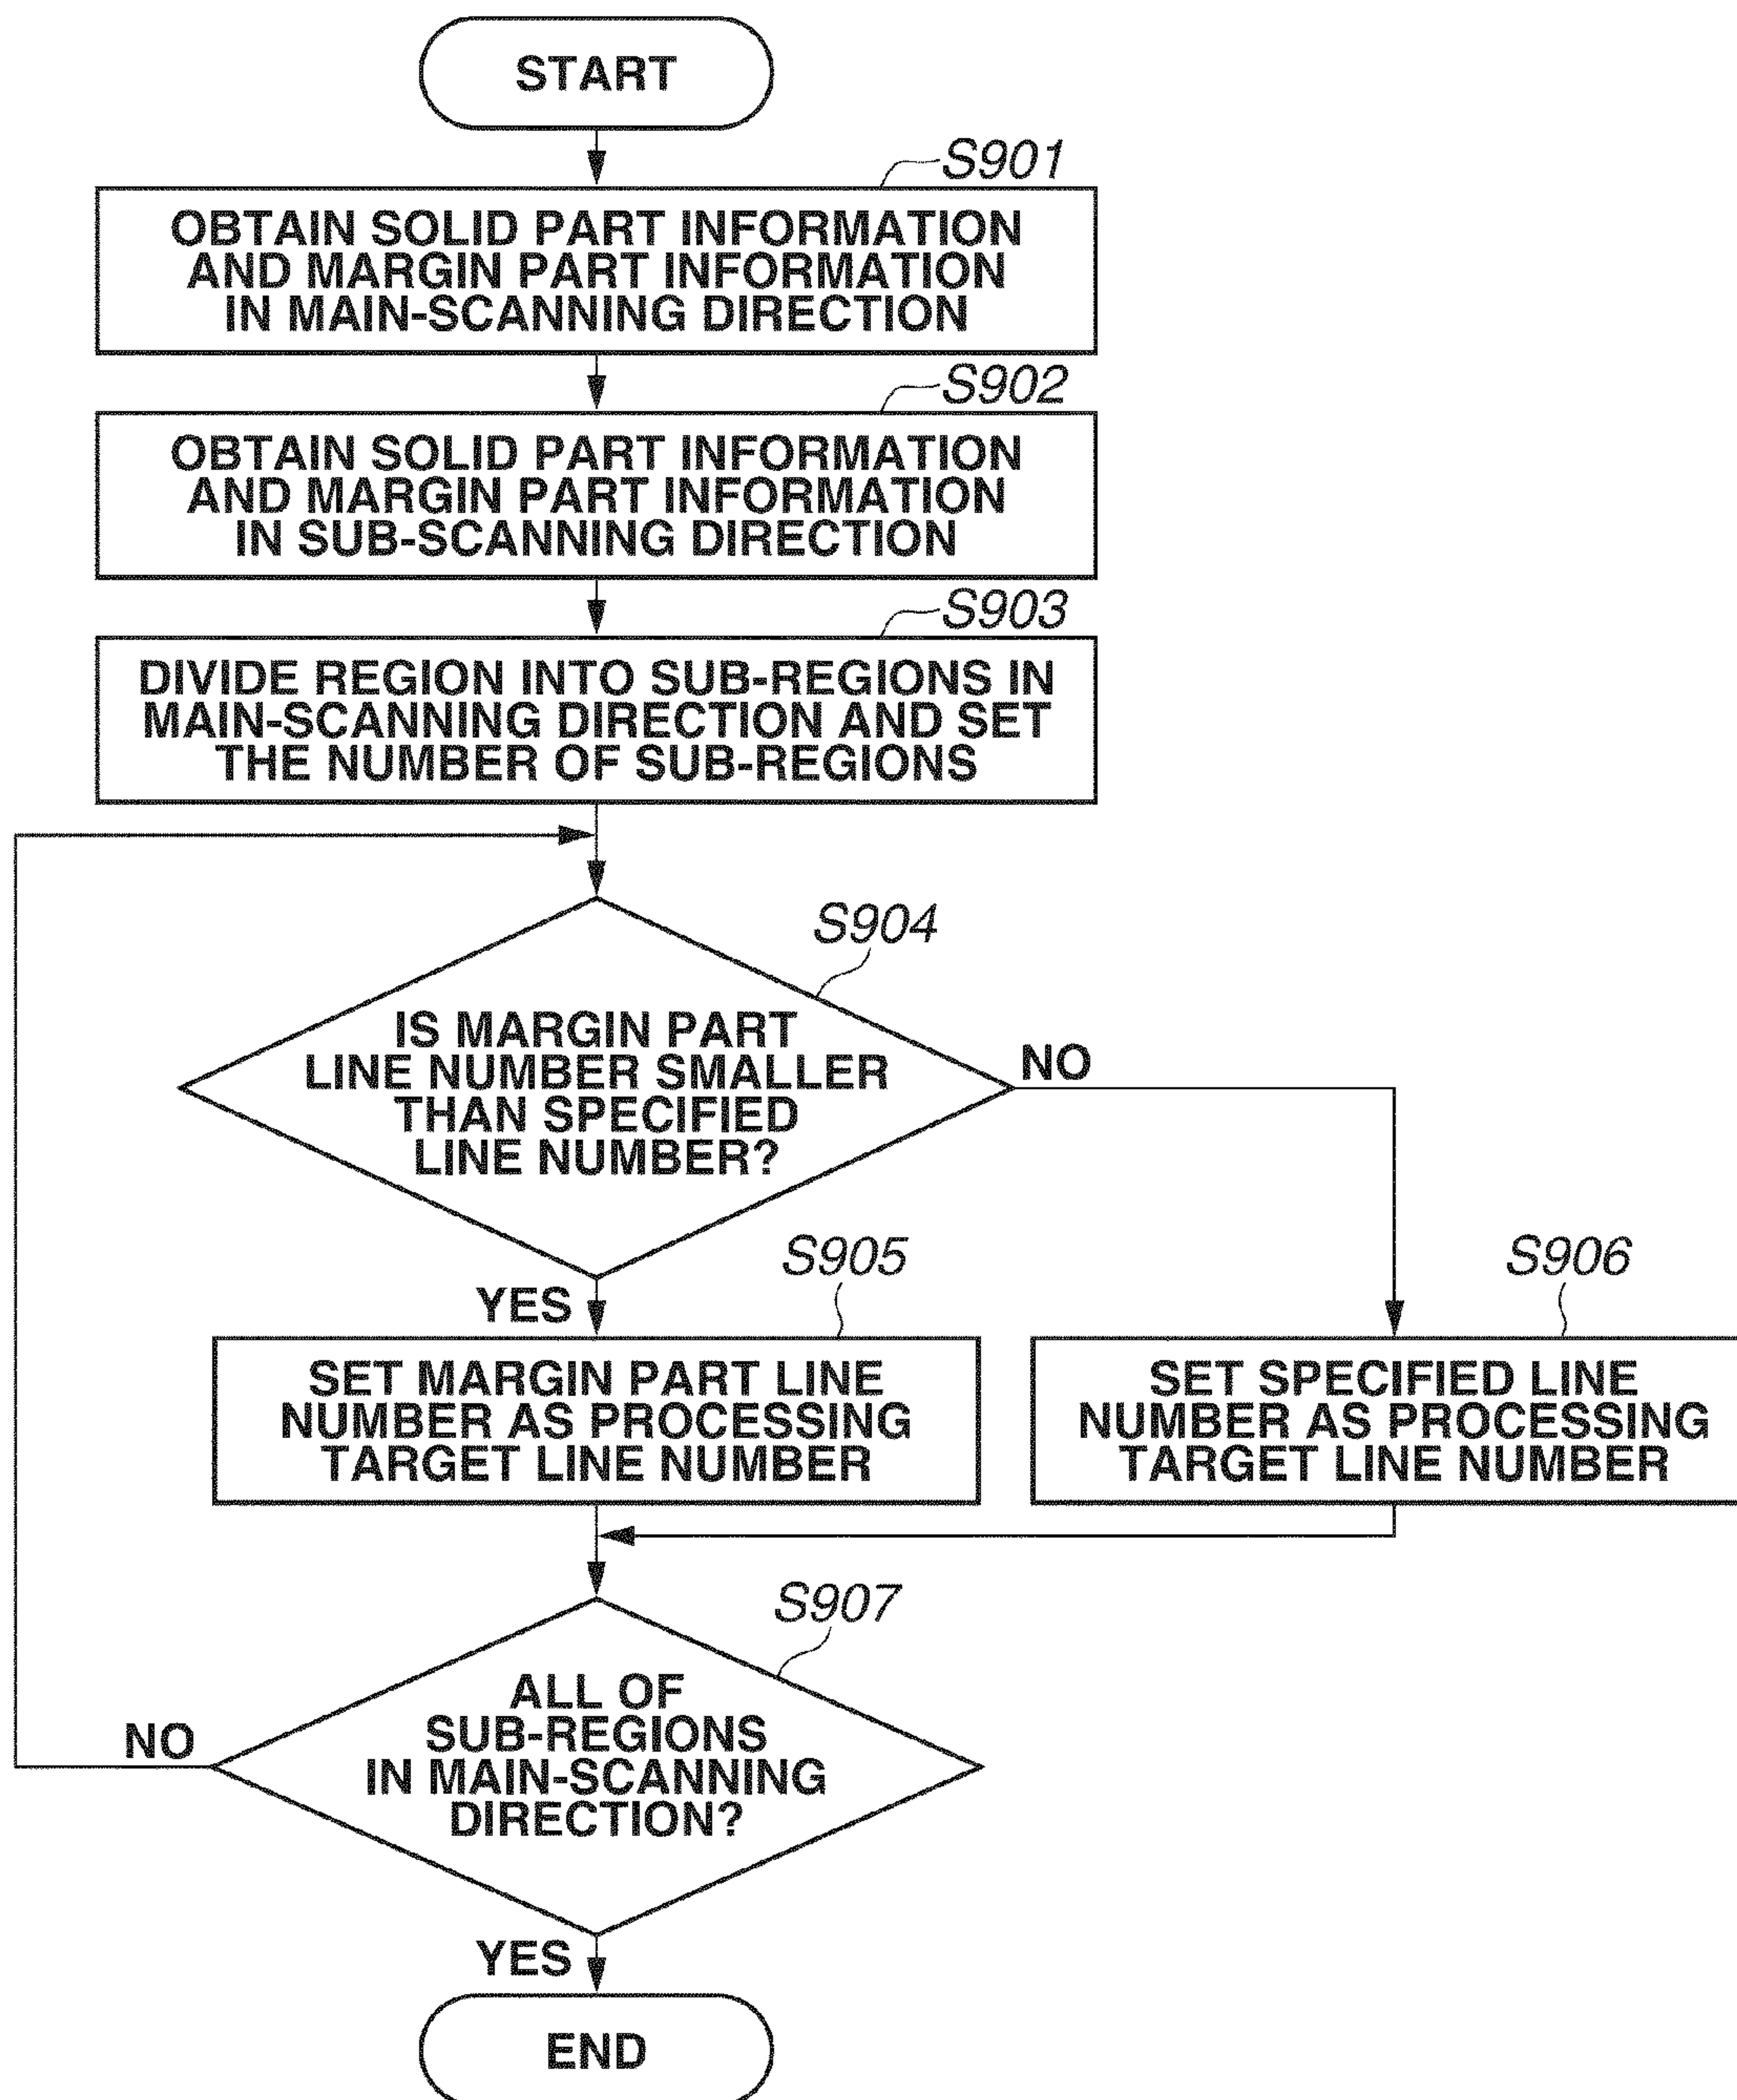 START
S901
OBTAIN SOLID PART INFORMATION
AND MARGIN PART INFORMATION
IN MAIN-SCANNING DIRECTION
S902
OBTAIN SOLID PART INFORMATION
AND MARGIN PART INFORMATION
IN SUB-SCANNING DIRECTION
S903
DIVIDE REGION INTO SUB-REGIONS IN
MAIN-SCANNING DIRECTION AND SET
THE NUMBER OF SUB-REGIONS
S904
IS MARGIN PART
LINE NUMBER SMALLER
THAN SPECIFIED
LINE NUMBER?
NO
YES
S905
SET MARGIN PART LINE
NUMBER AS PROCESSING
TARGET LINE NUMBER
S906
SET SPECIFIED LINE
NUMBER AS PROCESSING
TARGET LINE NUMBER
S907
ALL OF
SUB-REGIONS
IN MAIN-SCANNING
DIRECTION?
NO
YES
END